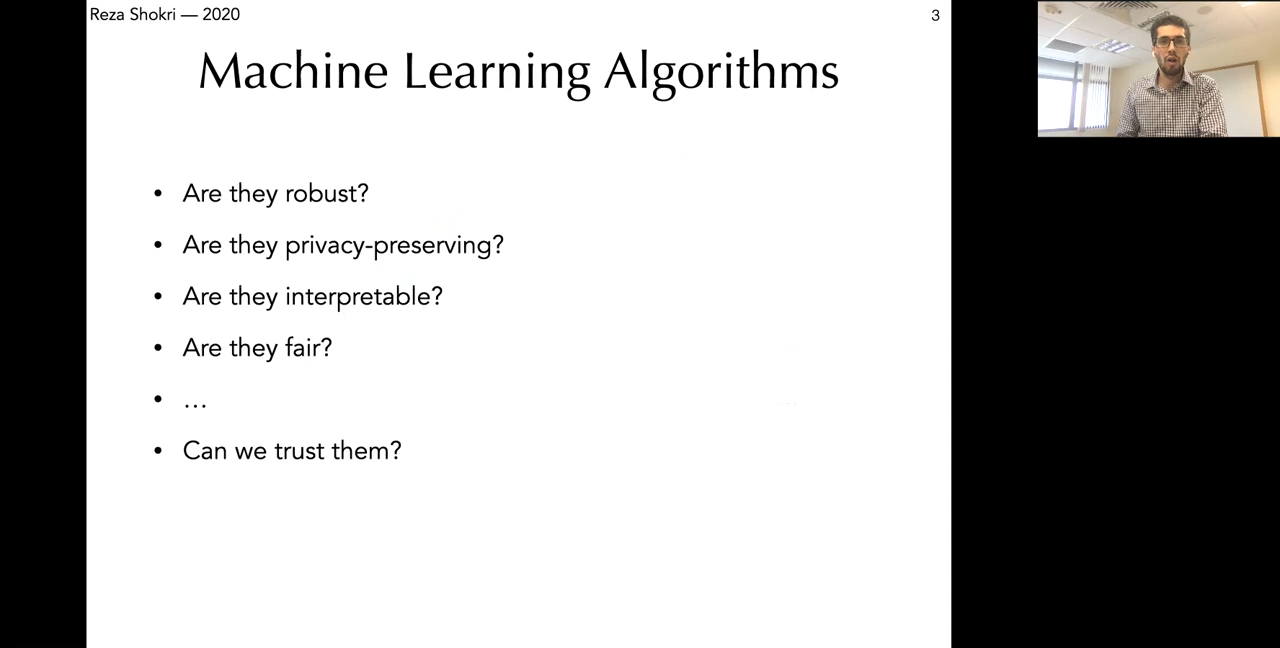 Reza Shokri — 2020
3
Machine Learning Algorithms
• Are they robust?
• Are they privacy-preserving?
• Are they interpretable?
• Are they fair?
• …
• Can we trust them?